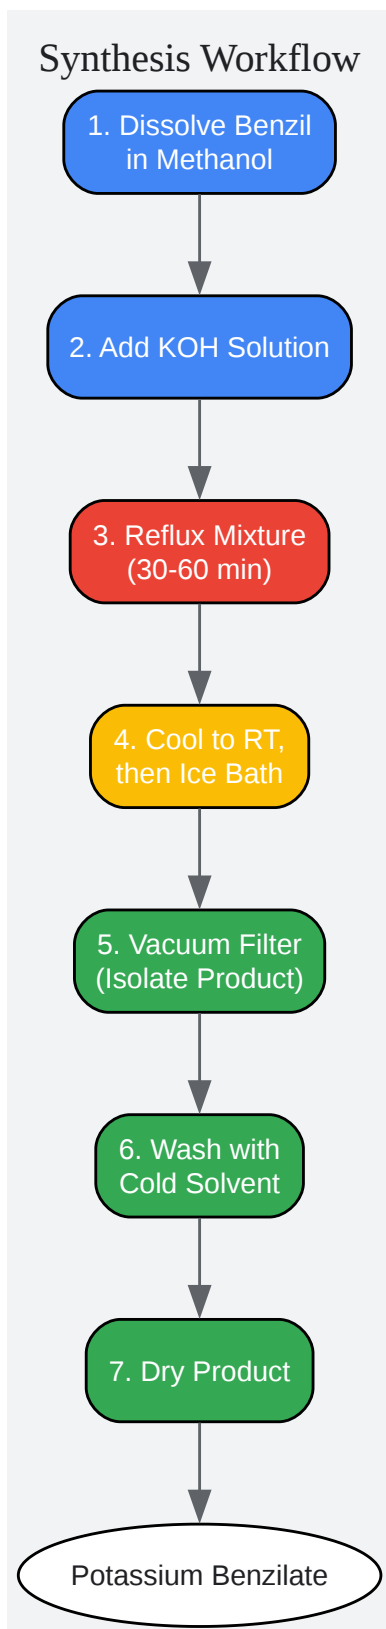 Synthesis Workflow
1. Dissolve Benzil
in Methanol
2. Add KOH Solution
3. Reflux Mixture
(30-60 min)
4. Cool to RT,
then Ice Bath
5. Vacuum Filter
(Isolate Product)
6. Wash with
Cold Solvent
7. Dry Product
Potassium Benzilate